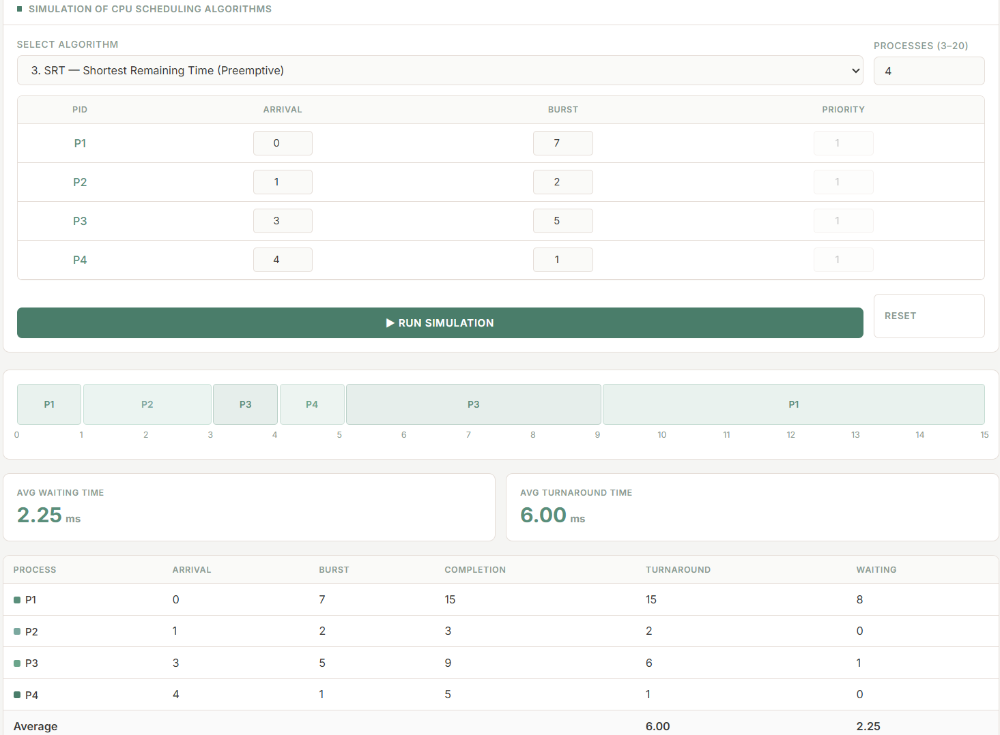 SIMULATION OF CPU SCHEDULING ALGORITHMS
SELECT ALGORITHM
PROCESSES (3–20)
3. SRT — Shortest Remaining Time (Preemptive)
4
PID ARRIVAL BURST PRIORITY
P1 0 7 1
P2 1 2 1
P3 3 5 1
P4 4 1 1
▶ RUN SIMULATION
RESET
P1 P2 P3 P4 P3 P1
0 1 2 3 4 5 6 7 8 9 10 11 12 13 14 15
AVG WAITING TIME
2.25 ms
AVG TURNAROUND TIME
6.00 ms
PROCESS ARRIVAL BURST COMPLETION TURNAROUND WAITING
P1 0 7 15 15 8
P2 1 2 3 2 0
P3 3 5 9 6 1
P4 4 1 5 1 0
Average 6.00 2.25